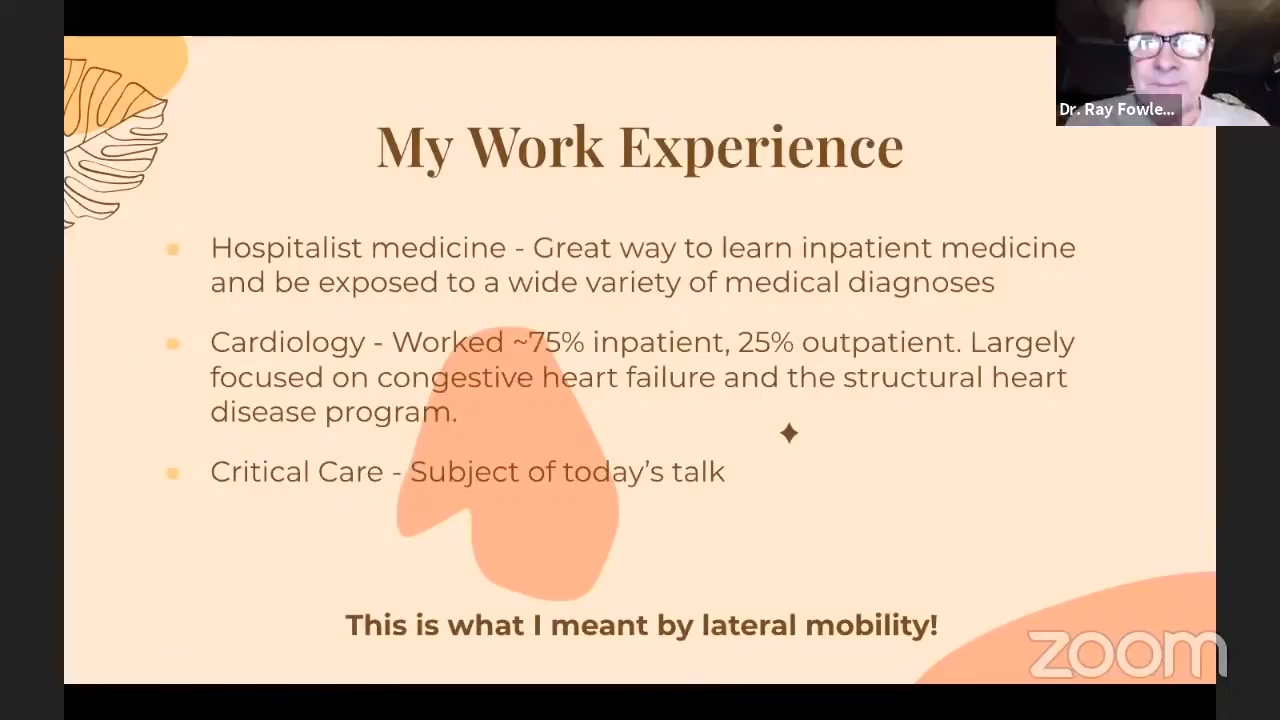 Dr. Ray Fowle...
My Work Experience
Hospitalist medicine - Great way to learn inpatient medicine
and be exposed to a wide variety of medical diagnoses
Cardiology - Worked ~75% inpatient, 25% outpatient. Largely
focused on congestive heart failure and the structural heart
disease program.
Critical Care - Subject of today’s talk
This is what I meant by lateral mobility!
zoom